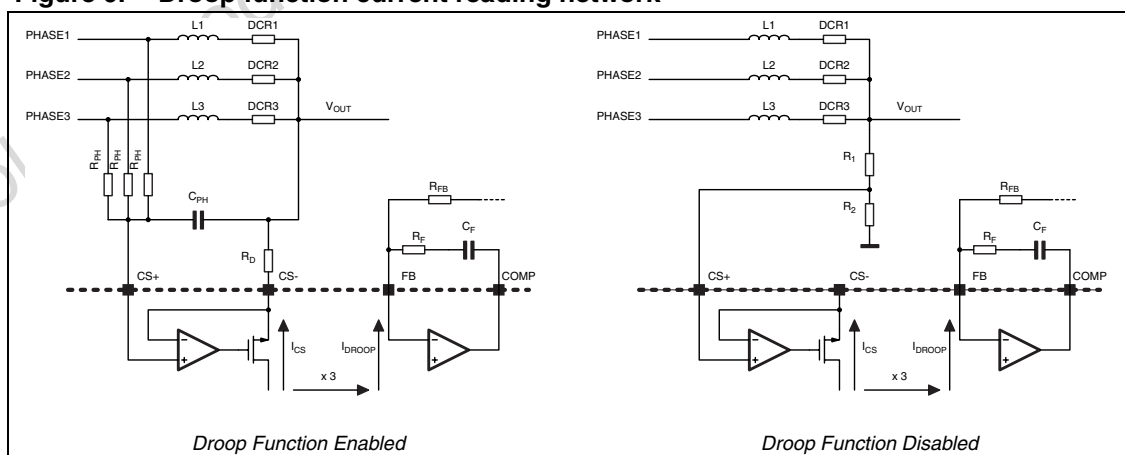 Figure 9. Droop function current reading network
PHASE1
L1
DCR1
PHASE2
L2
DCR2
PHASE3
L3
DCR3
VOUT
RPH
RPH
RPH
CPH
RD
RFB
RF
CF
CS+
CS-
FB
COMP
ICS
IDROOP
x 3
Droop Function Enabled
PHASE1
L1
DCR1
PHASE2
L2
DCR2
PHASE3
L3
DCR3
VOUT
R1
R2
RFB
RF
CF
CS+
CS-
FB
COMP
ICS
IDROOP
x 3
Droop Function Disabled